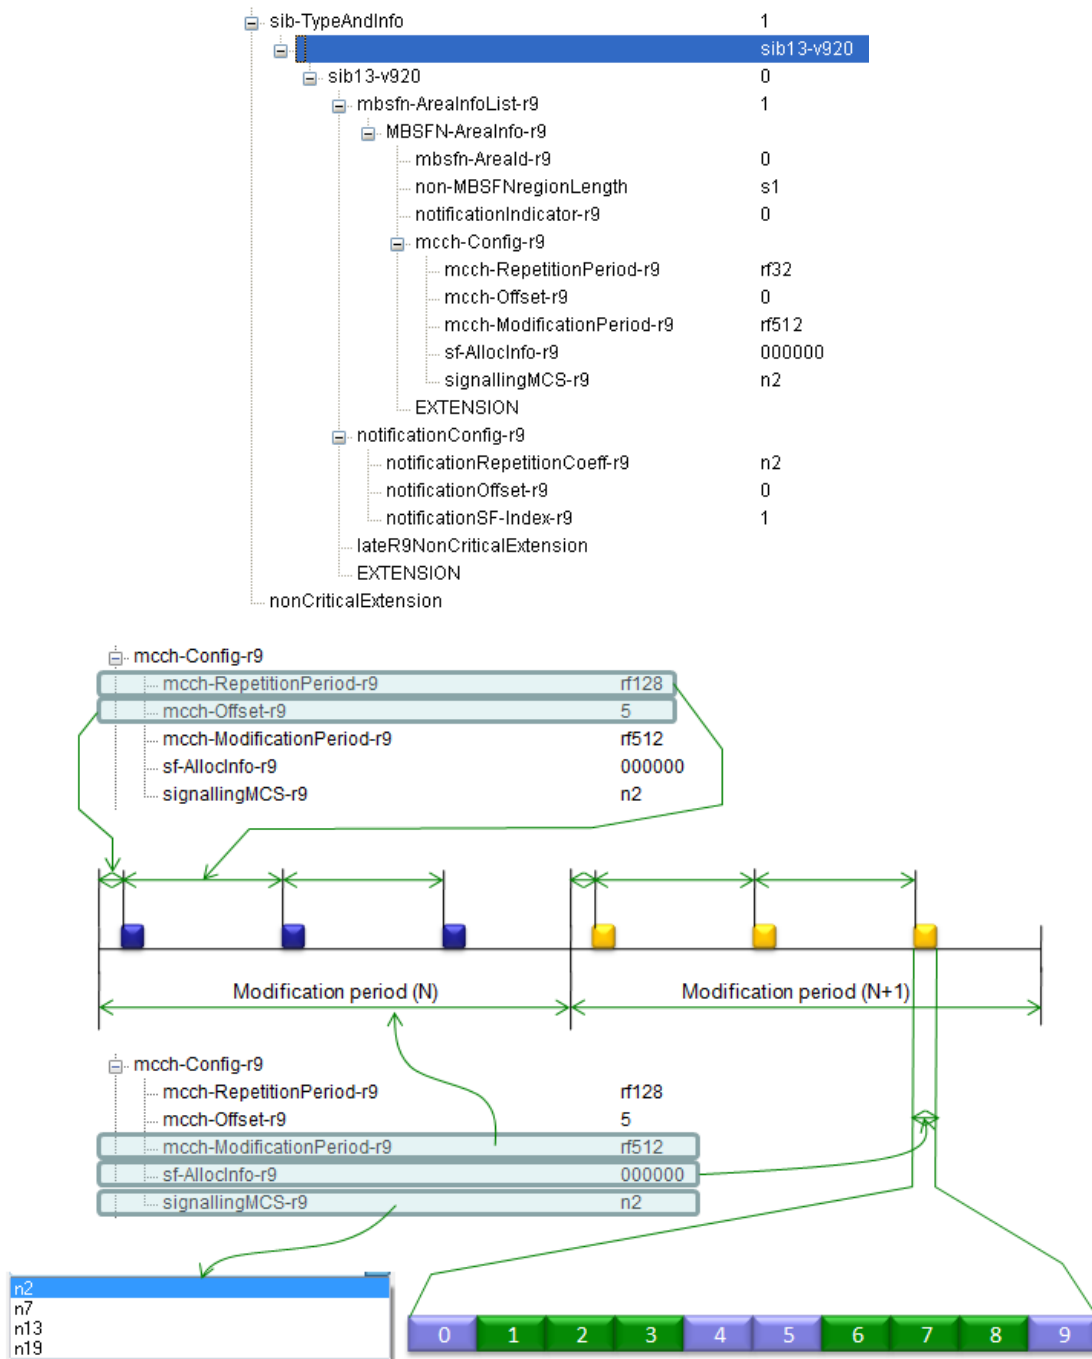 sib-TypeAndInfo 1
sib13-v920
sib13-v920 0
mbsfn-AreaInfoList-r9 1
MBSFN-AreaInfo-r9
mbsfn-AreaId-r9 0
non-MBSFNregionLength s1
notificationIndicator-r9 0
mcch-Config-r9
mcch-RepetitionPeriod-r9 rf32
mcch-Offset-r9 0
mcch-ModificationPeriod-r9 rf512
sf-AllocInfo-r9 000000
signallingMCS-r9 n2
EXTENSION
notificationConfig-r9
notificationRepetitionCoeff-r9 n2
notificationOffset-r9 0
notificationSF-Index-r9 1
lateR9NonCriticalExtension
EXTENSION
nonCriticalExtension
mcch-Config-r9
mcch-RepetitionPeriod-r9 rf128
mcch-Offset-r9 5
mcch-ModificationPeriod-r9 rf512
sf-AllocInfo-r9 000000
signallingMCS-r9 n2
Modification period (N) Modification period (N+1)
mcch-Config-r9
mcch-RepetitionPeriod-r9 rf128
mcch-Offset-r9 5
mcch-ModificationPeriod-r9 rf512
sf-AllocInfo-r9 000000
signallingMCS-r9 n2
n2
n7
n13
n19
0 1 2 3 4 5 6 7 8 9